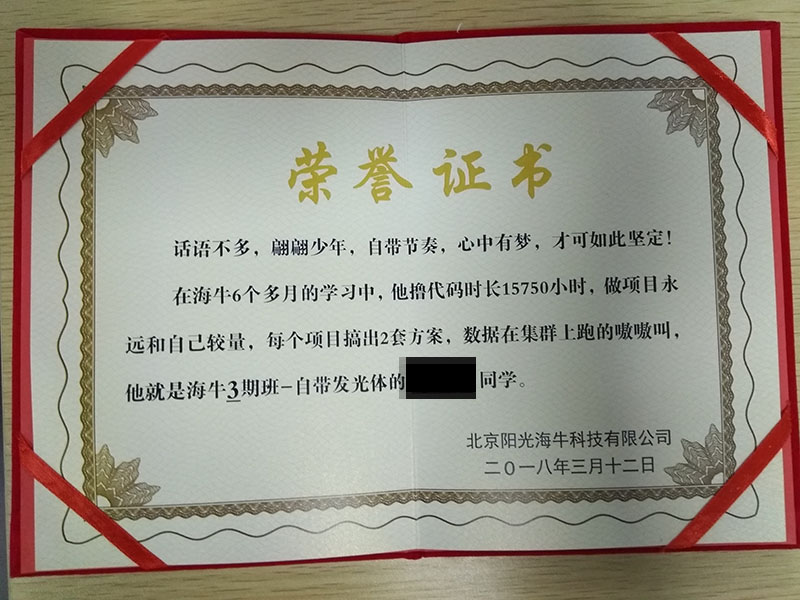 荣誉证书
话语不多，翩翩少年，自带节奏，心中有梦，才可如此坚定！
在海牛6个多月的学习中，他撸代码时长15750小时，做项目永
远和自己较量，每个项目搞出2套方案，数据在集群上跑的嗷嗷叫，
他就是海牛3期班-自带发光体的 同学。
北京阳光海牛科技有限公司
二〇一八年三月十二日